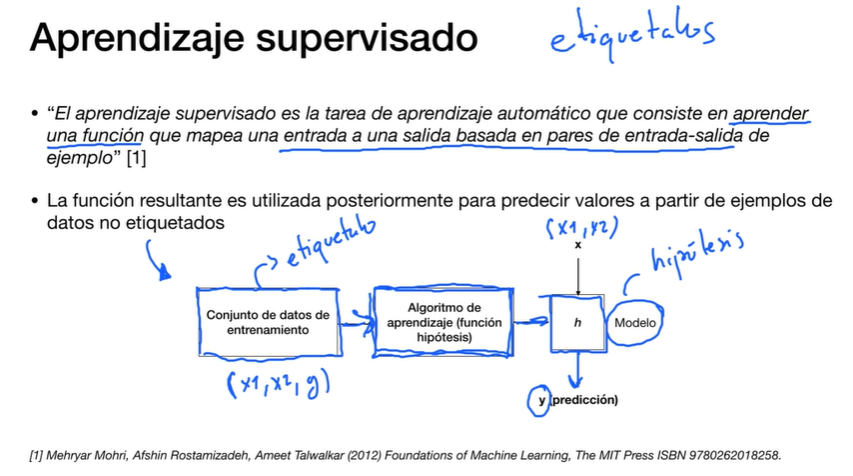 Aprendizaje supervisado
etiquetados
• “El aprendizaje supervisado es la tarea de aprendizaje automático que consiste en aprender
una función que mapea una entrada a una salida basada en pares de entrada-salida de
ejemplo” [1]
• La función resultante es utilizada posteriormente para predecir valores a partir de ejemplos de
datos no etiquetados
etiquetado
(x1, x2)
x
hipótesis
Conjunto de datos de
entrenamiento
Algoritmo de
aprendizaje (función
hipótesis)
h
Modelo
(x1, x2, y)
y (predicción)
[1] Mehryar Mohri, Afshin Rostamizadeh, Ameet Talwalkar (2012) Foundations of Machine Learning, The MIT Press ISBN 9780262018258.